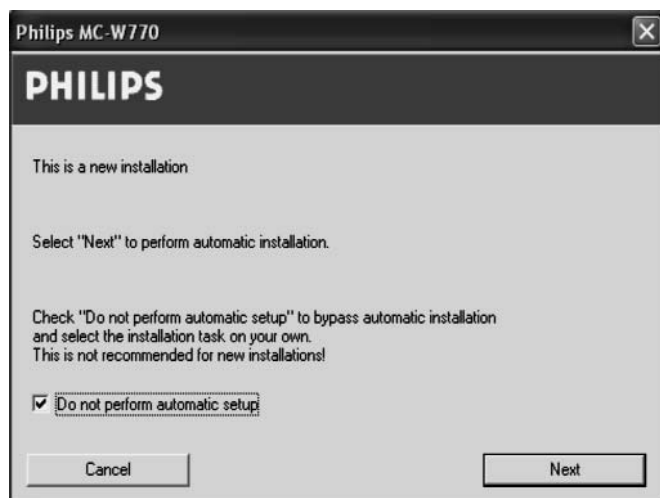 Philips MC-W770
PHILIPS
This is a new installation
Select "Next" to perform automatic installation.
Check "Do not perform automatic setup" to bypass automatic installation
and select the installation task on your own.
This is not recommended for new installations!
Do not perform automatic setup
Cancel
Next